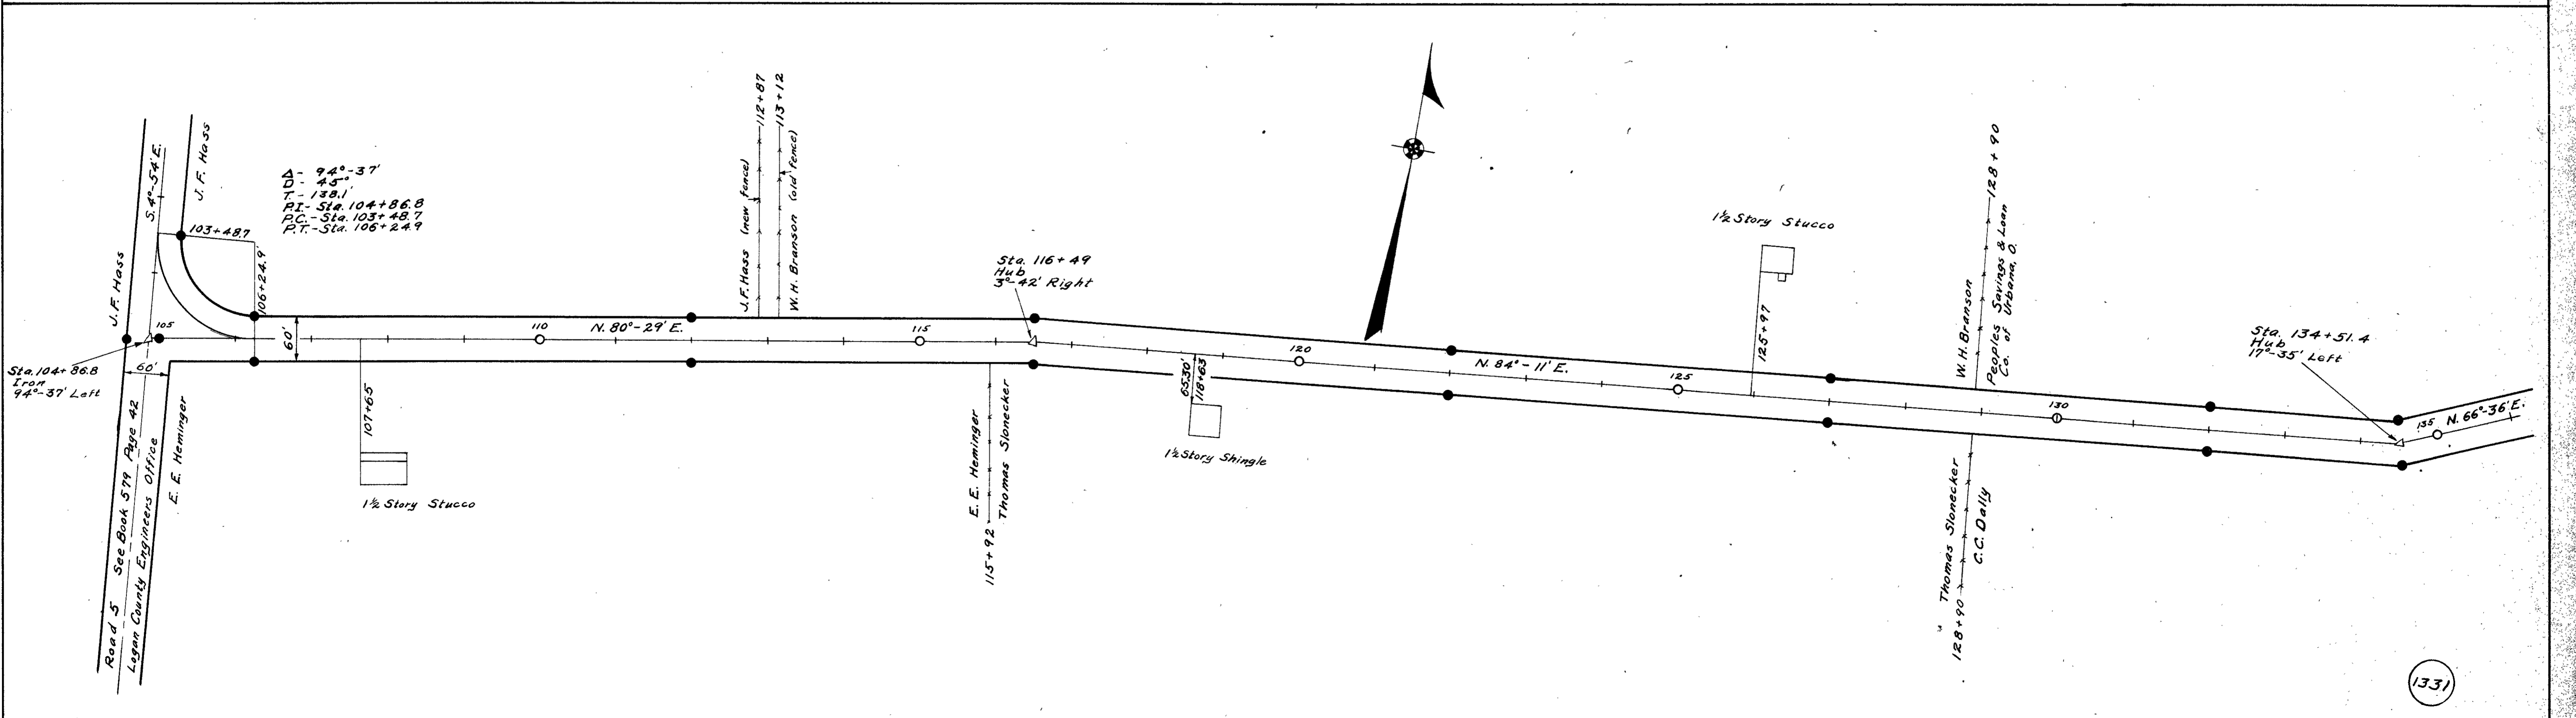 J. F. Hass
S. 4°-54' E.
J. F. Hass
Δ - 94°-37'
D - 45°
T. - 138.1'
P.I. - Sta. 104+86.8
P.C. - Sta. 103+48.7
P.T. - Sta. 106+24.9
103+48.7
106+24.9'
105
60'
60'
Sta. 104+86.8
Iron
94°-37' Left
Road 5 See Book 579 Page 42
Logan County Engineers Office
E. E. Heminger
107+65
1½ Story Stucco
110
N. 80°-29' E.
J.F. Hass (new fence)
112+87
113+12
W.H. Branson (old fence)
115
Sta. 116+49
Hub
3°-42' Right
E. E. Heminger
115+92
Thomas Slonecker
65.30'
118+63
1½ Story Shingle
120
N. 84°-11' E.
125
1½ Story Stucco
125+97
W.H. Branson
128+90
Peoples Savings & Loan
Co. of Urbana, O.
130
Thomas Slonecker
128+90
C.C. Dally
Sta. 134+51.4
Hub
17°-35' Left
135
N. 66°-36' E.
1331